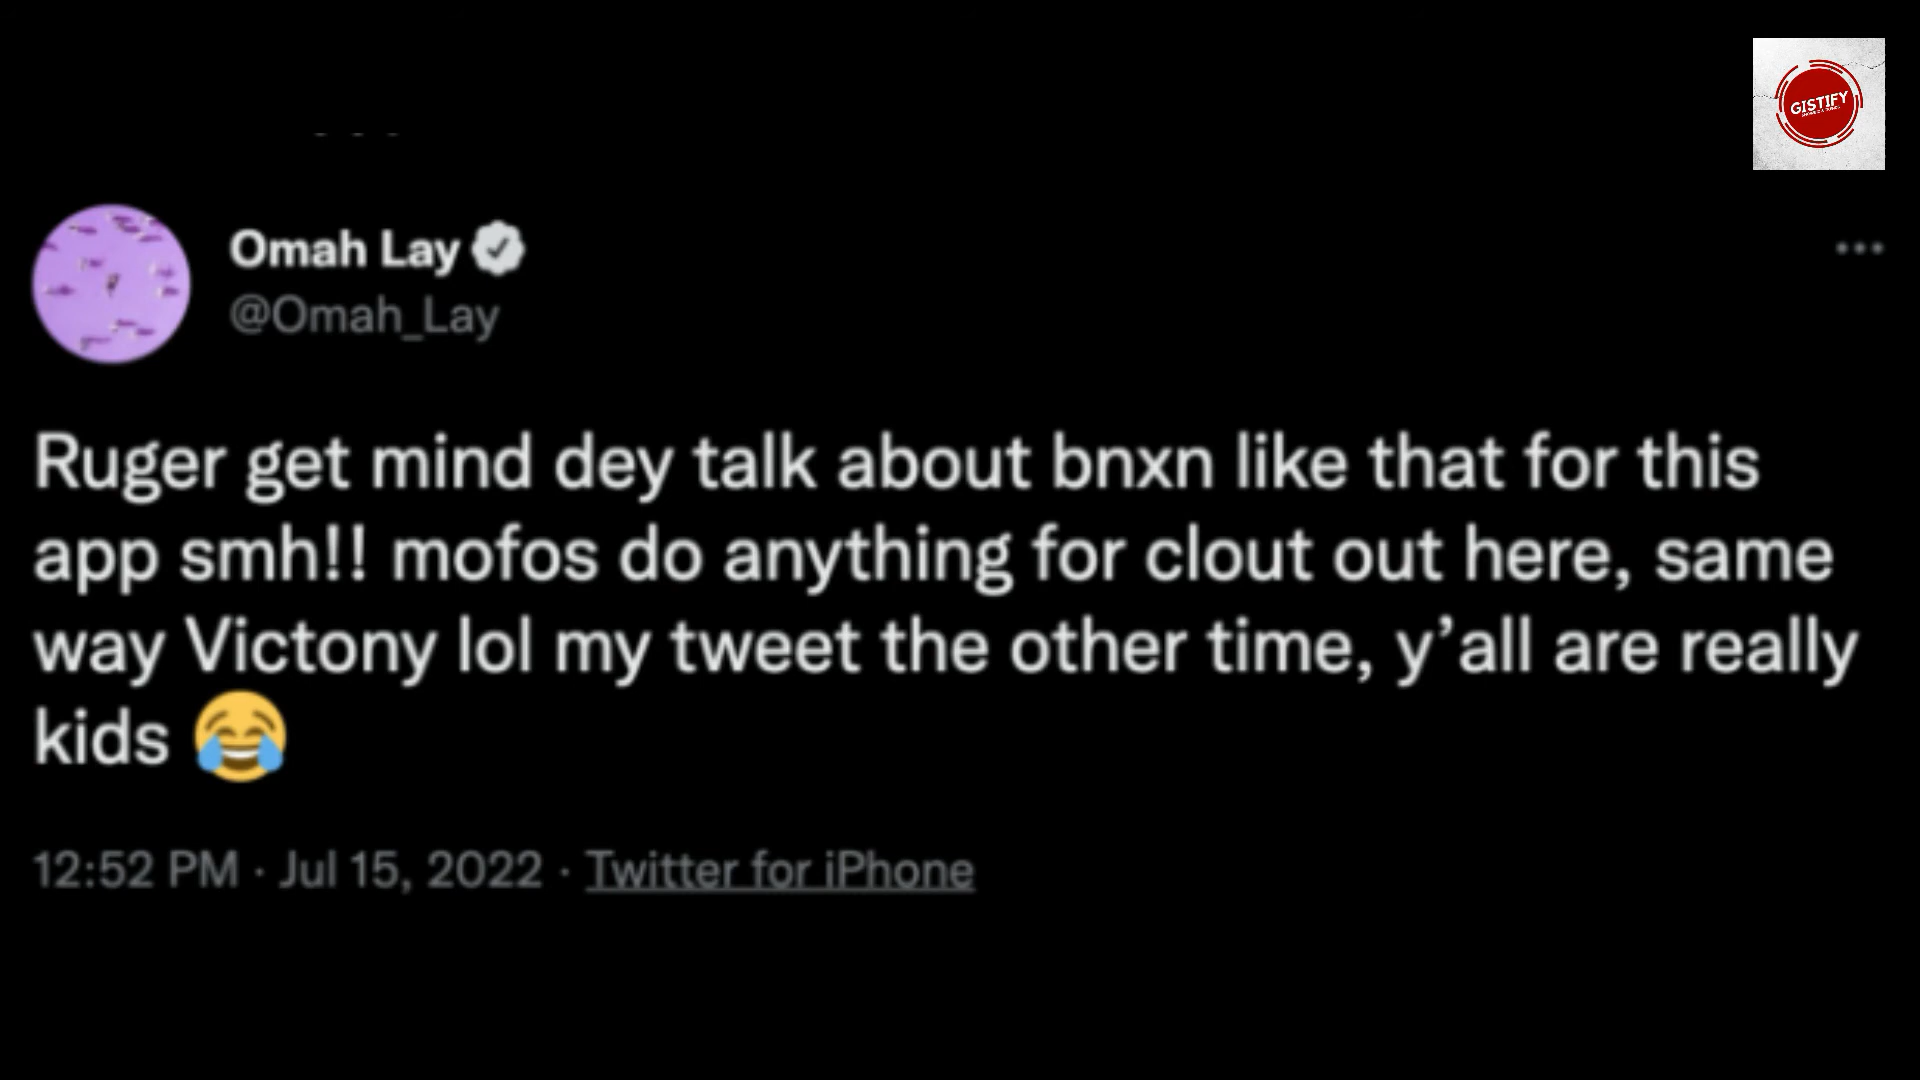 GISTIFY
Omah Lay
@Omah_Lay
Ruger get mind dey talk about bnxn like that for this
app smh!! mofos do anything for clout out here, same
way Victony lol my tweet the other time, y’all are really
kids 😂
12:52 PM · Jul 15, 2022 · Twitter for iPhone